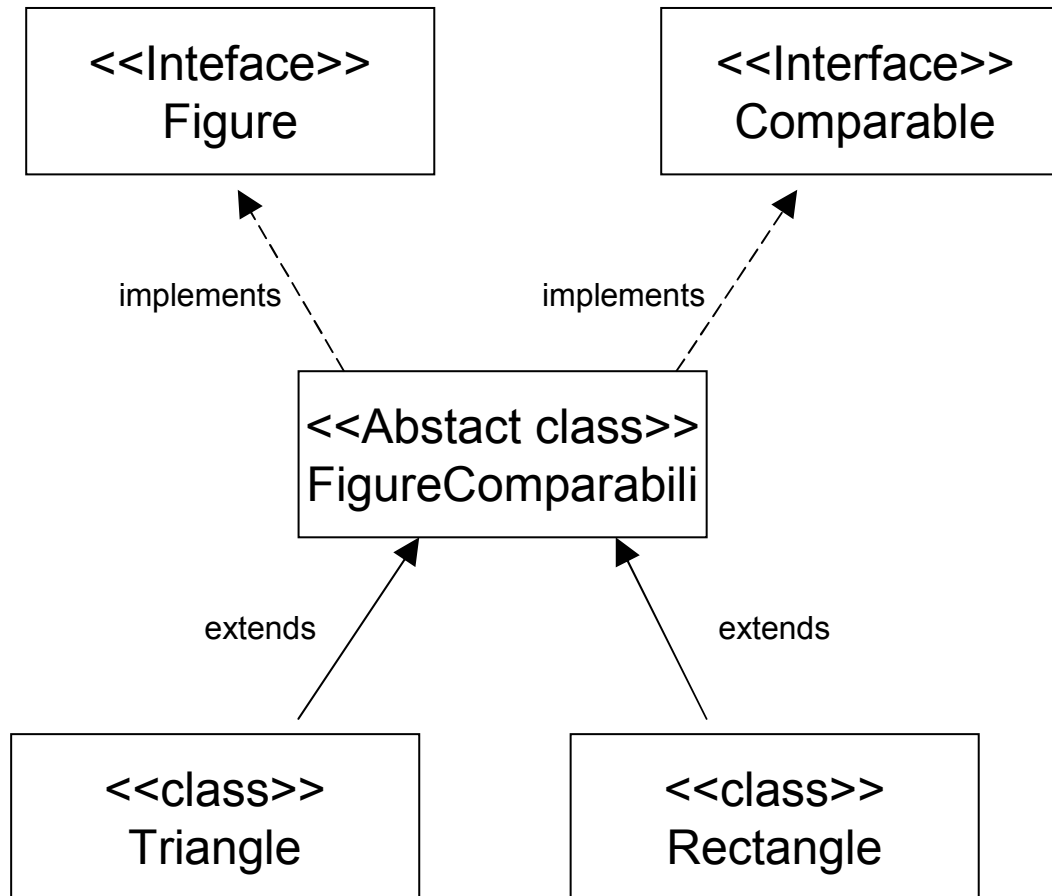 <<Inteface>>
Figure
<<Interface>>
Comparable
implements
implements
<<Abstact class>>
FigureComparabili
extends
extends
<<class>>
Triangle
<<class>>
Rectangle